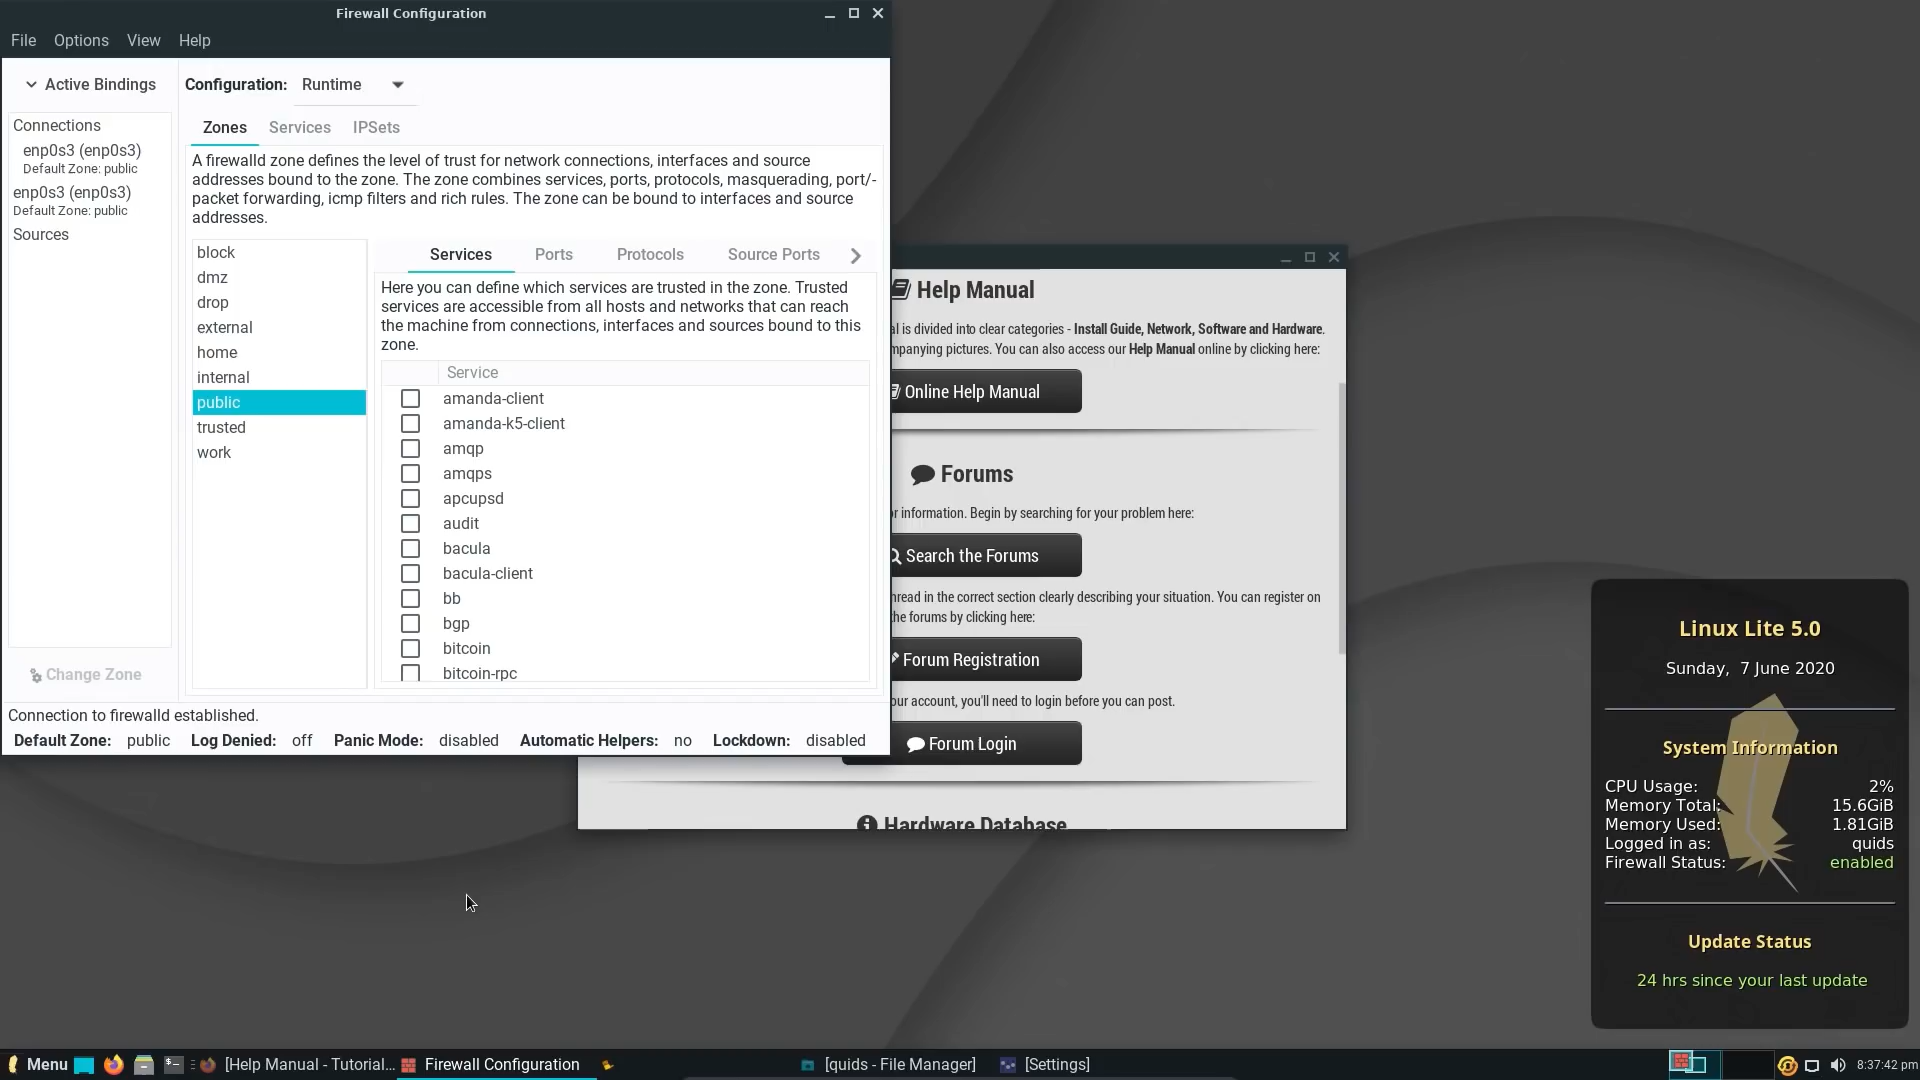 Firewall Configuration
File Options View Help
Active Bindings
Connections
enp0s3 (enp0s3)
Default Zone: public
enp0s3 (enp0s3)
Default Zone: public
Sources
Change Zone
Configuration: Runtime
Zones Services IPSets
A firewalld zone defines the level of trust for network connections, interfaces and source
addresses bound to the zone. The zone combines services, ports, protocols, masquerading, port/-
packet forwarding, icmp filters and rich rules. The zone can be bound to interfaces and source
addresses.
block
dmz
drop
external
home
internal
public
trusted
work
Services Ports Protocols Source Ports
Here you can define which services are trusted in the zone. Trusted
services are accessible from all hosts and networks that can reach
the machine from connections, interfaces and sources bound to this
zone.
Service
amanda-client
amanda-k5-client
amqp
amqps
apcupsd
audit
bacula
bacula-client
bb
bgp
bitcoin
bitcoin-rpc
Connection to firewalld established.
Default Zone: public Log Denied: off Panic Mode: disabled Automatic Helpers: no Lockdown: disabled
Help Manual
is divided into clear categories - Install Guide, Network, Software and Hardware.
pictures. You can also access our Help Manual online by clicking here:
Online Help Manual
Forums
information. Begin by searching for your problem here:
Search the Forums
in the correct section clearly describing your situation. You can register on
the forums by clicking here:
Forum Registration
your account, you'll need to login before you can post.
Forum Login
Hardware Database
Linux Lite 5.0
Sunday, 7 June 2020
System Information
CPU Usage: 2%
Memory Total: 15.6GiB
Memory Used: 1.81GiB
Logged in as: quids
Firewall Status: enabled
Update Status
24 hrs since your last update
Menu [Help Manual - Tutorial... Firewall Configuration [quids - File Manager] [Settings] 8:37:42 pm